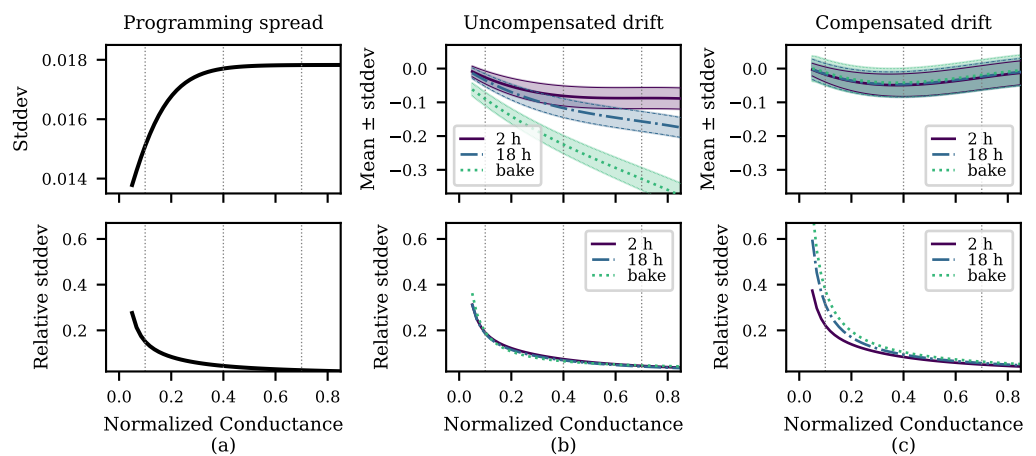 Programming spread
Uncompensated drift
Compensated drift
Stddev
0.018
0.016
0.014
Mean ± stddev
0.0
−0.1
−0.2
−0.3
2 h
18 h
bake
Mean ± stddev
0.0
−0.1
−0.2
−0.3
2 h
18 h
bake
Relative stddev
0.6
0.4
0.2
0.0 0.2 0.4 0.6 0.8
Normalized Conductance
(a)
Relative stddev
0.6
0.4
0.2
2 h
18 h
bake
0.0 0.2 0.4 0.6 0.8
Normalized Conductance
(b)
Relative stddev
0.6
0.4
0.2
2 h
18 h
bake
0.0 0.2 0.4 0.6 0.8
Normalized Conductance
(c)